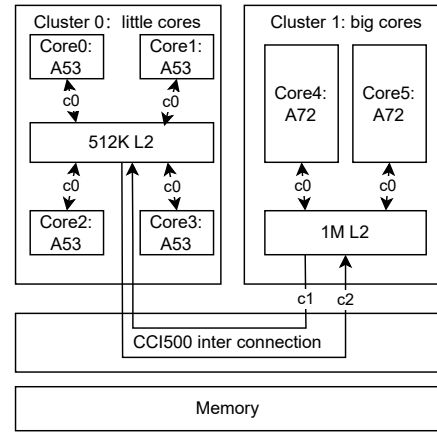 Cluster 0: little cores
Core0:
A53
Core1:
A53
c0
c0
512K L2
c0
c0
Core2:
A53
Core3:
A53
Cluster 1: big cores
Core4:
A72
Core5:
A72
c0
c0
1M L2
c1
c2
CCI500 inter connection
Memory